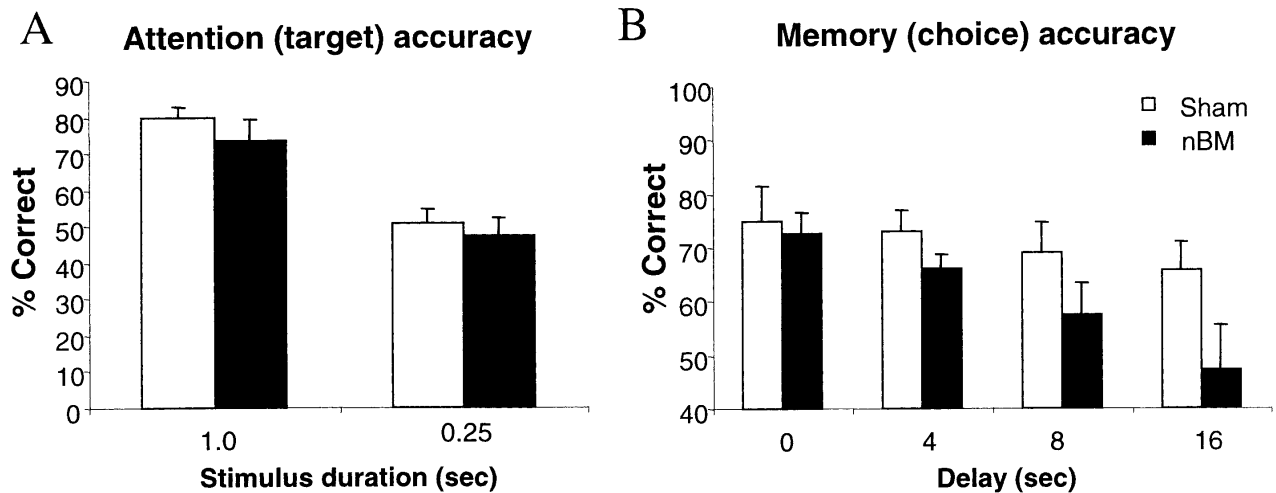 A
Attention (target) accuracy
90
80
70
60
50
40
30
20
10
0
% Correct
1.0
0.25
Stimulus duration (sec)
B
Memory (choice) accuracy
100
90
80
70
60
50
40
% Correct
Sham
nBM
0
4
8
16
Delay (sec)